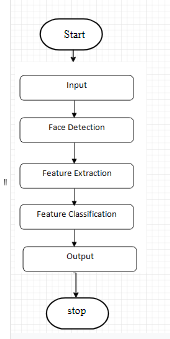 Start
Input
Face Detection
Feature Extraction
Feature Classification
Output
stop